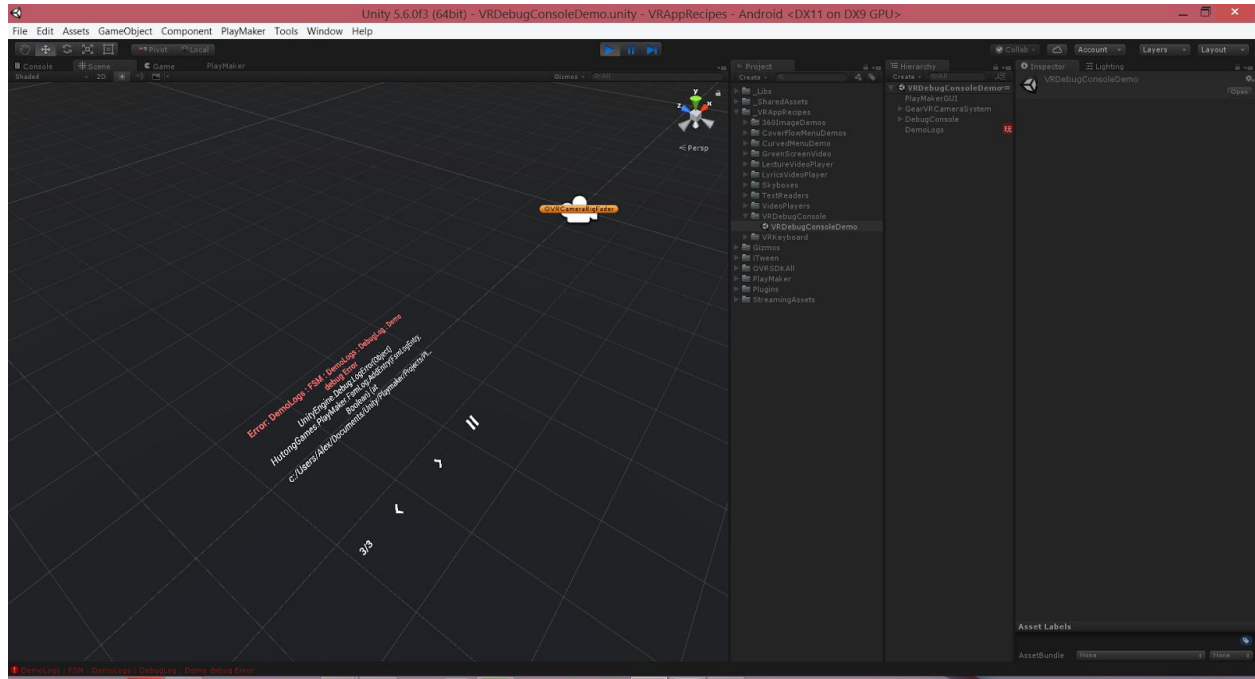 Unity 5.6.0f3 (64bit) - VRDebugConsoleDemo.unity - VRAppRecipes - Android <DX11 on DX9 GPU>
File Edit Assets GameObject Component PlayMaker Tools Window Help
Pivot Local
Collab Account Layers Layout
Console Scene Game PlayMaker
Shaded 2D Gizmos All
y
z x
Persp
OVRCameraRigFader
Error: DemoLogs : FSM : DemoLogs : DebugLog : Demo
debug Error
UnityEngine.Debug:LogError(Object)
HutongGames.PlayMaker.FsmLog:AddEntry(FsmLogEntry,
Boolean) (at
c:/Users/Alex/Documents/Unity/Playmaker/Projects/Pl...
3/3
Project
Create
_Libs
_SharedAssets
_VRAppRecipes
360ImageDemos
CoverFlowMenuDemos
CurvedMenuDemo
GreenScreenVideo
LectureVideoPlayer
LyricsVideoPlayer
Skyboxes
TextReaders
VideoPlayers
VRDebugConsole
VRDebugConsoleDemo
VRKeyboard
Gizmos
iTween
OVRSDKAll
PlayMaker
Plugins
StreamingAssets
Hierarchy
Create All
VRDebugConsoleDemo
PlayMakerGUI
GearVRCameraSystem
DebugConsole
DemoLogs
Inspector Lighting
VRDebugConsoleDemo
Open
Asset Labels
AssetBundle None None
DemoLogs : FSM : DemoLogs : DebugLog : Demo debug Error